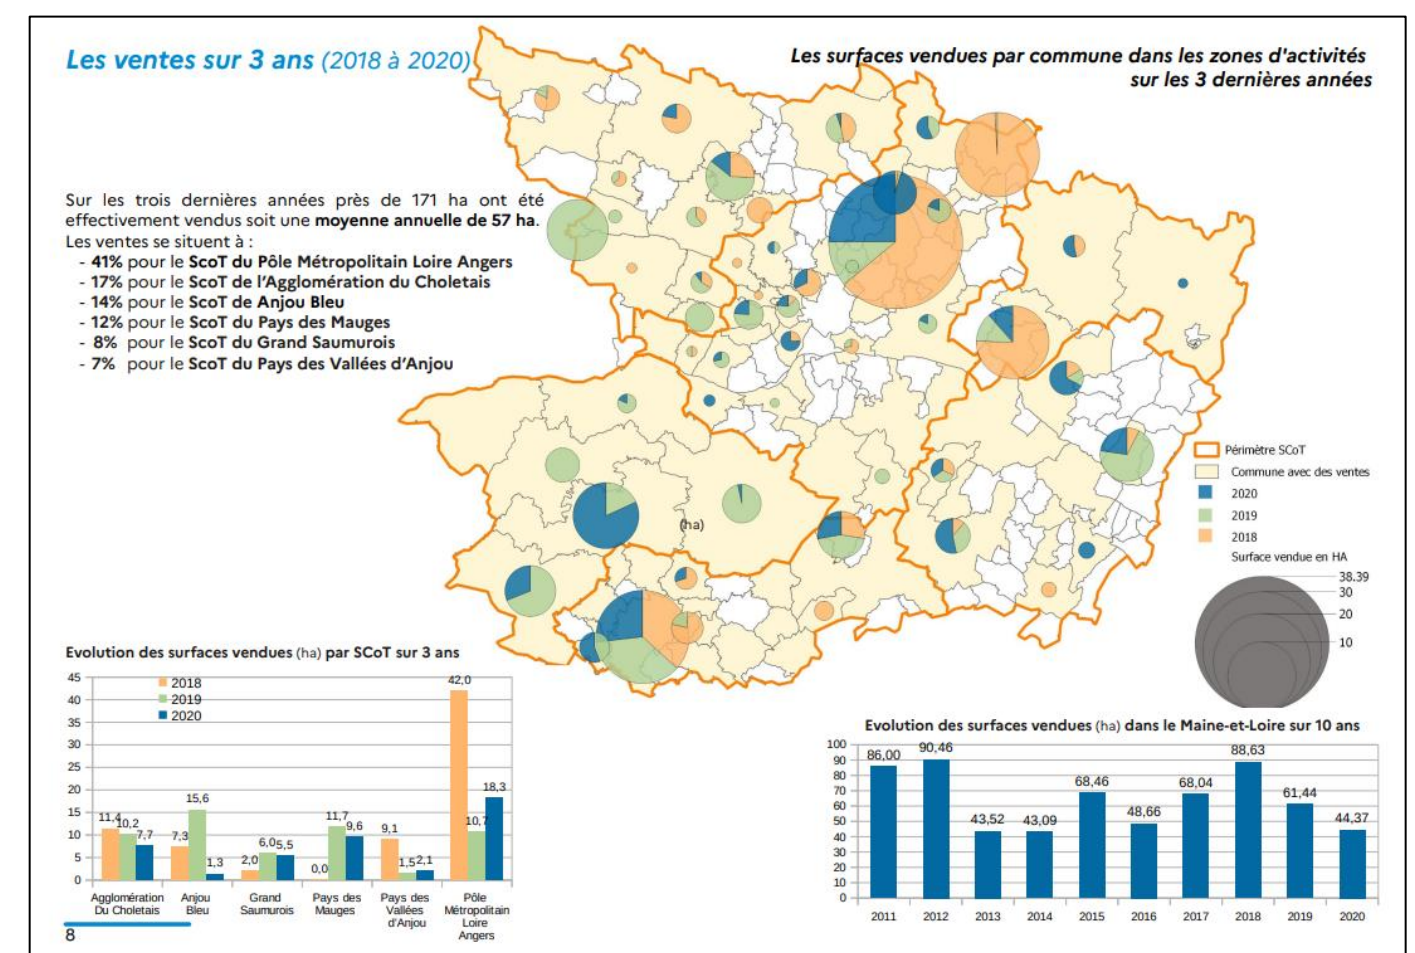 Les ventes sur 3 ans (2018 à 2020)
Les surfaces vendues par commune dans les zones d'activités
sur les 3 dernières années
Sur les trois dernières années près de 171 ha ont été
effectivement vendus soit une moyenne annuelle de 57 ha.
Les ventes se situent à :
- 41% pour le ScoT du Pôle Métropolitain Loire Angers
- 17% pour le ScoT de l’Agglomération du Choletais
- 14% pour le ScoT de Anjou Bleu
- 12% pour le ScoT du Pays des Mauges
- 8% pour le ScoT du Grand Saumurois
- 7% pour le ScoT du Pays des Vallées d’Anjou
(ha)
Périmètre SCoT
Commune avec des ventes
2020
2019
2018
Surface vendue en HA
38.39
30
20
10
Evolution des surfaces vendues (ha) par SCoT sur 3 ans
2018
2019
2020
45
40
35
30
25
20
15
10
5
0
11,4 10,2 7,7
7,3 15,6 1,3
2,0 6,0 5,5
0,0 11,7 9,6
9,1 1,5 2,1
42,0 10,7 18,3
Agglomération
Du Choletais
Anjou
Bleu
Grand
Saumurois
Pays des
Mauges
Pays des
Vallées
d'Anjou
Pôle
Métropolitain
Loire
Angers
Evolution des surfaces vendues (ha) dans le Maine-et-Loire sur 10 ans
100
90
80
70
60
50
40
30
20
10
0
86,00 90,46 43,52 43,09 68,46 48,66 68,04 88,63 61,44 44,37
2011 2012 2013 2014 2015 2016 2017 2018 2019 2020
8